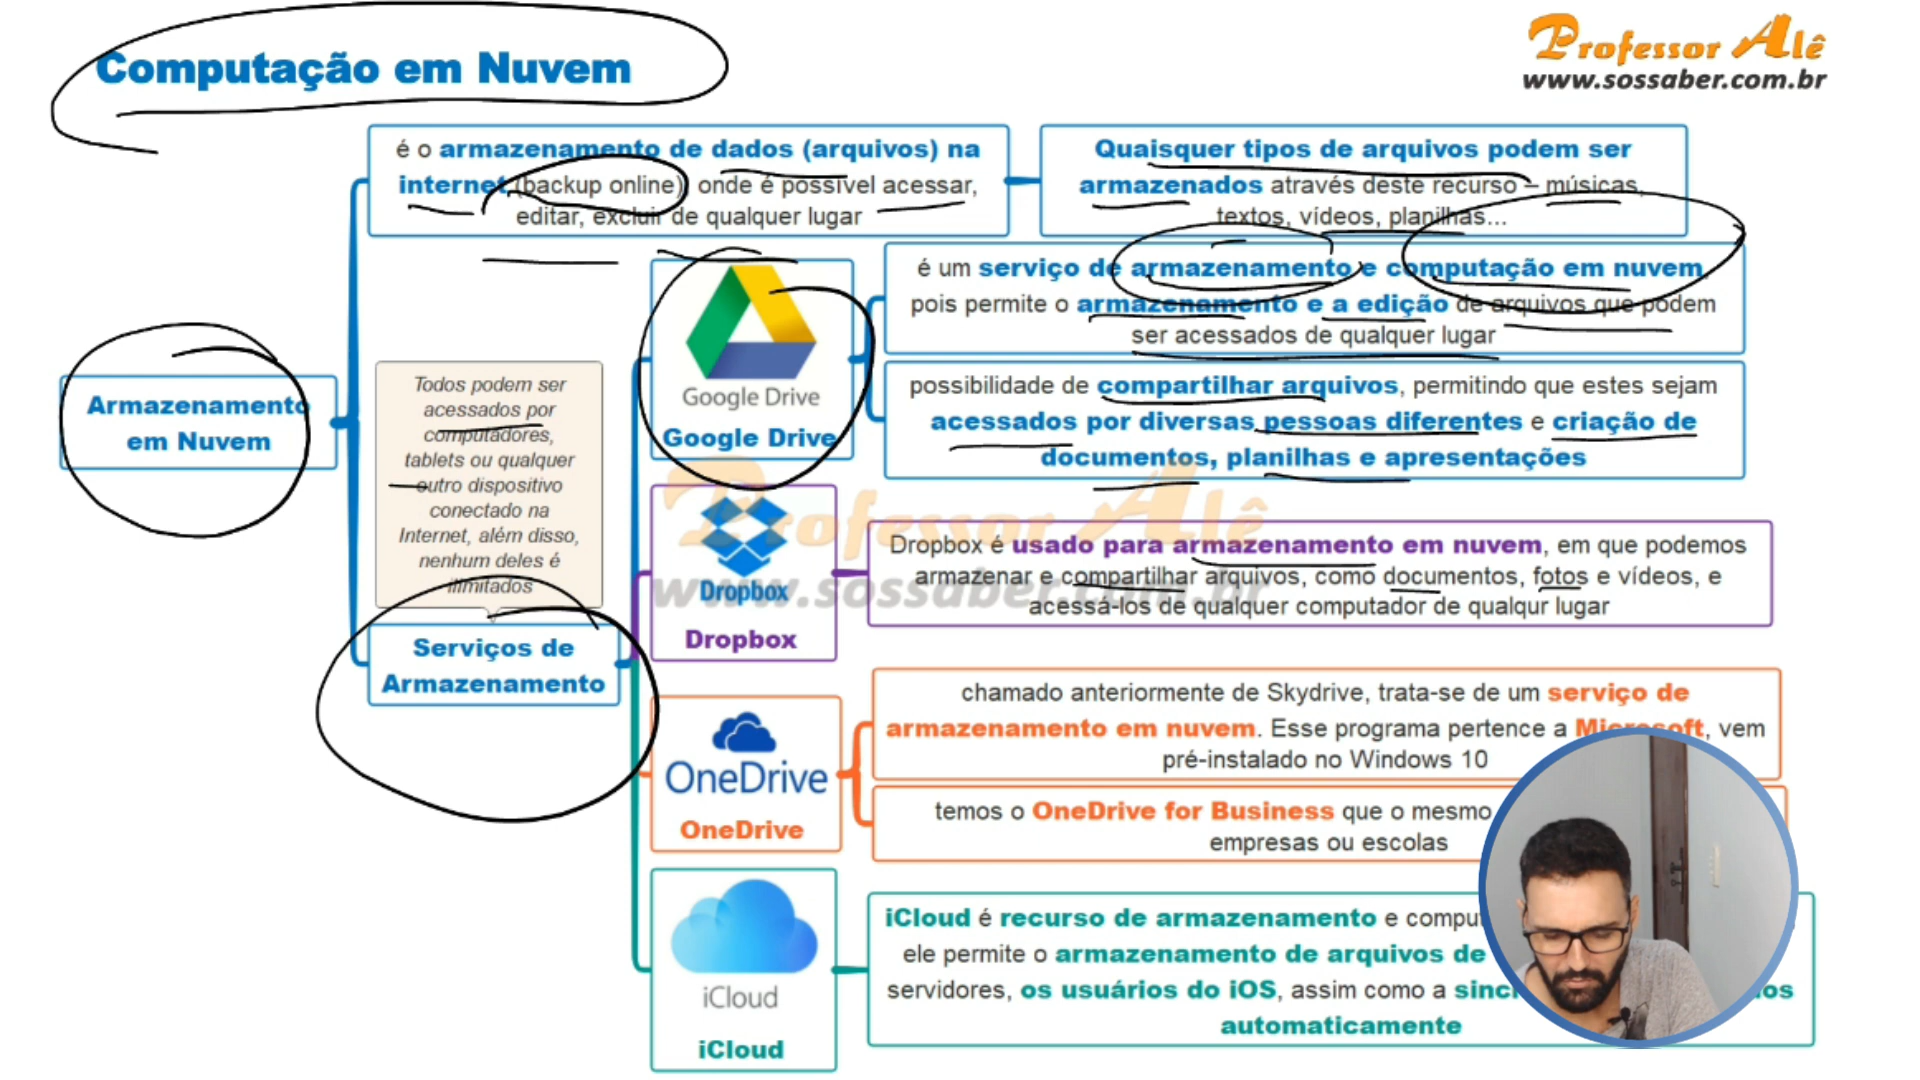 Computação em Nuvem
Professor Alê
www.sossaber.com.br
é o armazenamento de dados (arquivos) na
internet (backup online) onde é possível acessar,
editar, excluir de qualquer lugar
Quaisquer tipos de arquivos podem ser
armazenados através deste recurso – músicas,
textos, vídeos, planilhas...
Armazenamento
em Nuvem
Todos podem ser
acessados por
computadores,
tablets ou qualquer
outro dispositivo
conectado na
Internet, além disso,
nenhum deles é
ilimitados
Serviços de
Armazenamento
Google Drive
Google Drive
é um serviço de armazenamento e computação em nuvem,
pois permite o armazenamento e a edição de arquivos que podem
ser acessados de qualquer lugar
possibilidade de compartilhar arquivos, permitindo que estes sejam
acessados por diversas pessoas diferentes e criação de
documentos, planilhas e apresentações
Professor Alê
www.sossaber.com.br
Dropbox
Dropbox
Dropbox é usado para armazenamento em nuvem, em que podemos
armazenar e compartilhar arquivos, como documentos, fotos e vídeos, e
acessá-los de qualquer computador de qualqur lugar
OneDrive
OneDrive
chamado anteriormente de Skydrive, trata-se de um serviço de
armazenamento em nuvem. Esse programa pertence a Microsoft, vem
pré-instalado no Windows 10
temos o OneDrive for Business que o mesmo
empresas ou escolas
iCloud
iCloud
iCloud é recurso de armazenamento e
ele permite o armazenamento de arquivos de
servidores, os usuários do iOS, assim como a
automaticamente